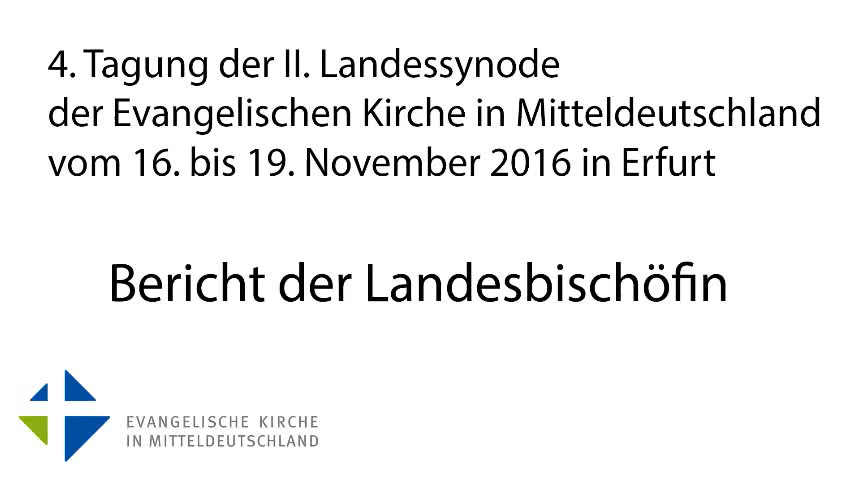 4. Tagung der II. Landessynode
der Evangelischen Kirche in Mitteldeutschland
vom 16. bis 19. November 2016 in Erfurt
Bericht der Landesbischöfin
EVANGELISCHE KIRCHE
IN MITTELDEUTSCHLAND